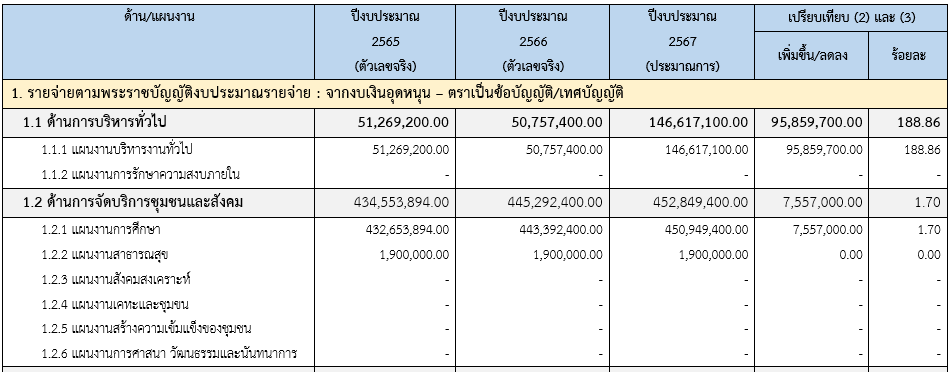 ด้าน/แผนงาน ปีงบประมาณ 2565 (ตัวเลขจริง) ปีงบประมาณ 2566 (ตัวเลขจริง) ปีงบประมาณ 2567 (ประมาณการ) เปรียบเทียบ (2) และ (3)
เพิ่มขึ้น/ลดลง ร้อยละ
1. รายจ่ายตามพระราชบัญญัติงบประมาณรายจ่าย : จากงบเงินอุดหนุน – ตราเป็นข้อบัญญัติ/เทศบัญญัติ
1.1 ด้านการบริหารทั่วไป 51,269,200.00 50,757,400.00 146,617,100.00 95,859,700.00 188.86
1.1.1 แผนงานบริหารงานทั่วไป 51,269,200.00 50,757,400.00 146,617,100.00 95,859,700.00 188.86
1.1.2 แผนงานการรักษาความสงบภายใน - - - - -
1.2 ด้านการจัดบริการชุมชนและสังคม 434,553,894.00 445,292,400.00 452,849,400.00 7,557,000.00 1.70
1.2.1 แผนงานการศึกษา 432,653,894.00 443,392,400.00 450,949,400.00 7,557,000.00 1.70
1.2.2 แผนงานสาธารณสุข 1,900,000.00 1,900,000.00 1,900,000.00 0.00 0.00
1.2.3 แผนงานสังคมสงเคราะห์ - - - - -
1.2.4 แผนงานเคหะและชุมชน - - - - -
1.2.5 แผนงานสร้างความเข้มแข็งของชุมชน - - - - -
1.2.6 แผนงานการศาสนา วัฒนธรรมและนันทนาการ - - - - -